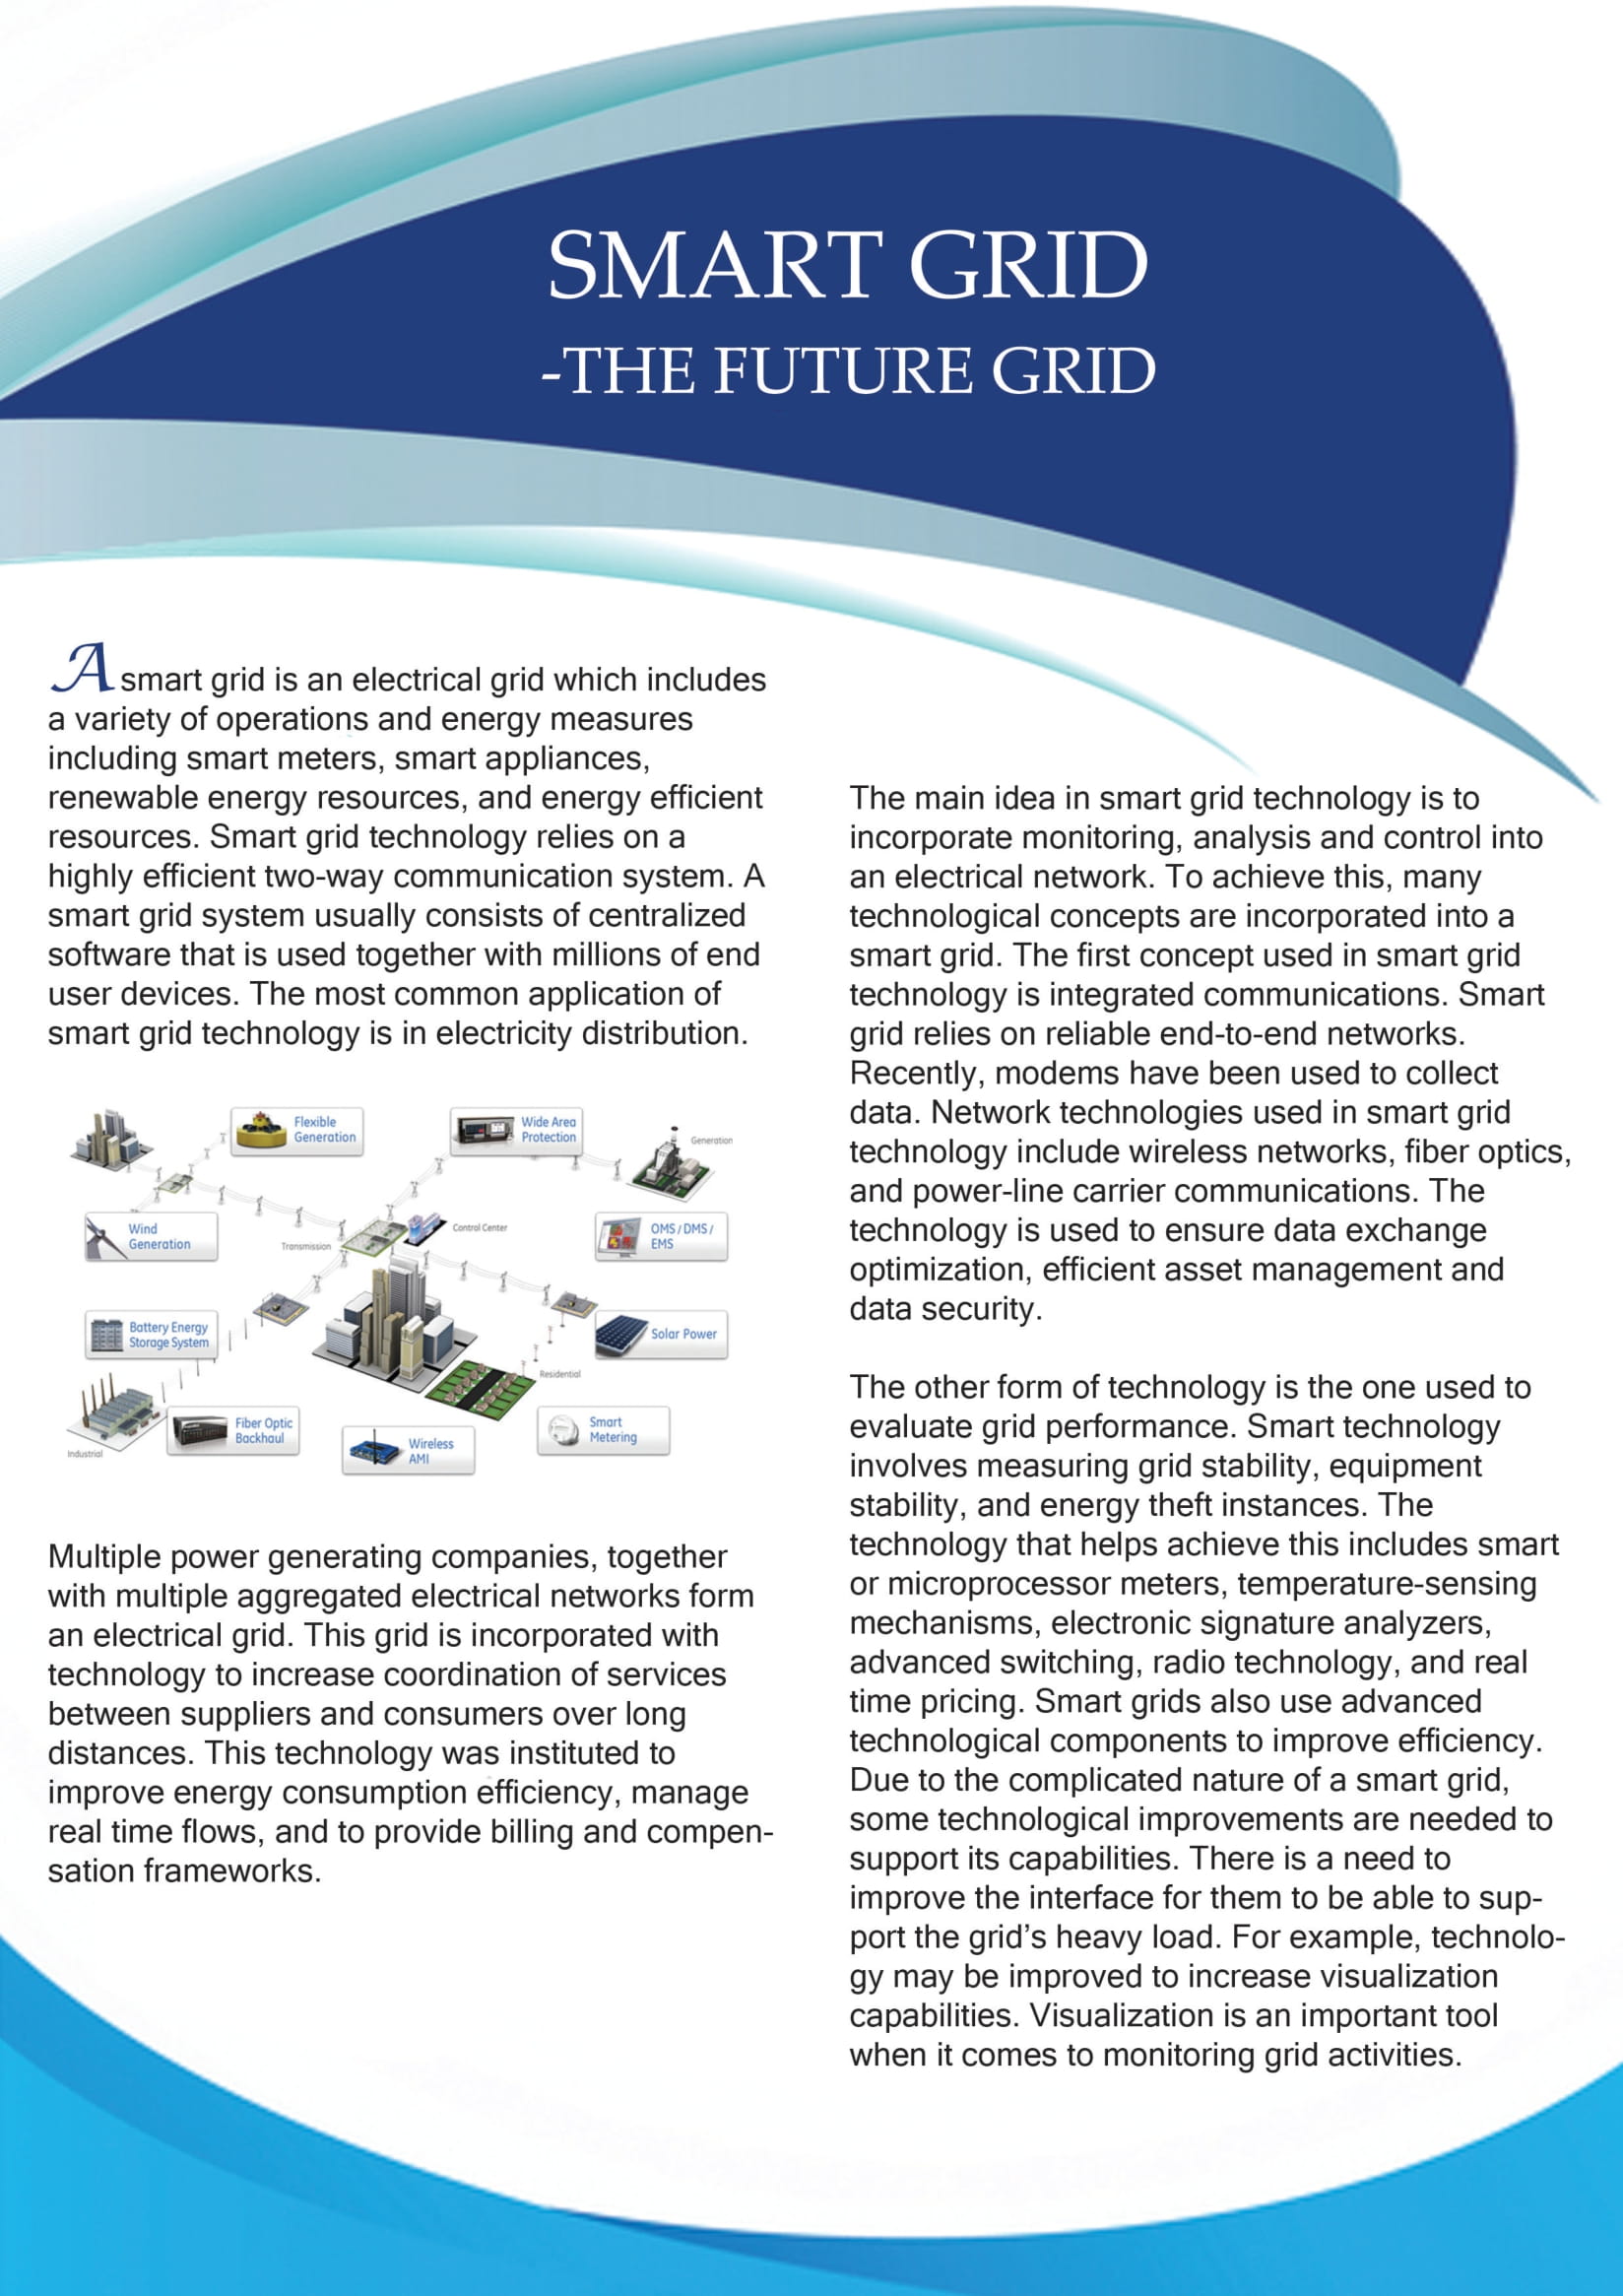 SMART GRID
-THE FUTURE GRID
A smart grid is an electrical grid which includes
a variety of operations and energy measures
including smart meters, smart appliances,
renewable energy resources, and energy efficient
resources. Smart grid technology relies on a
highly efficient two-way communication system. A
smart grid system usually consists of centralized
software that is used together with millions of end
user devices. The most common application of
smart grid technology is in electricity distribution.
Flexible
Generation
Wide Area
Protection
Generation
Wind
Generation
Transmission
Control Center
OMS / DMS /
EMS
Battery Energy
Storage System
Solar Power
Residential
Industrial
Fiber Optic
Backhaul
Wireless
AMI
Smart
Metering
Multiple power generating companies, together
with multiple aggregated electrical networks form
an electrical grid. This grid is incorporated with
technology to increase coordination of services
between suppliers and consumers over long
distances. This technology was instituted to
improve energy consumption efficiency, manage
real time flows, and to provide billing and compen-
sation frameworks.
The main idea in smart grid technology is to
incorporate monitoring, analysis and control into
an electrical network. To achieve this, many
technological concepts are incorporated into a
smart grid. The first concept used in smart grid
technology is integrated communications. Smart
grid relies on reliable end-to-end networks.
Recently, modems have been used to collect
data. Network technologies used in smart grid
technology include wireless networks, fiber optics,
and power-line carrier communications. The
technology is used to ensure data exchange
optimization, efficient asset management and
data security.
The other form of technology is the one used to
evaluate grid performance. Smart technology
involves measuring grid stability, equipment
stability, and energy theft instances. The
technology that helps achieve this includes smart
or microprocessor meters, temperature-sensing
mechanisms, electronic signature analyzers,
advanced switching, radio technology, and real
time pricing. Smart grids also use advanced
technological components to improve efficiency.
Due to the complicated nature of a smart grid,
some technological improvements are needed to
support its capabilities. There is a need to
improve the interface for them to be able to sup-
port the grid’s heavy load. For example, technolo-
gy may be improved to increase visualization
capabilities. Visualization is an important tool
when it comes to monitoring grid activities.